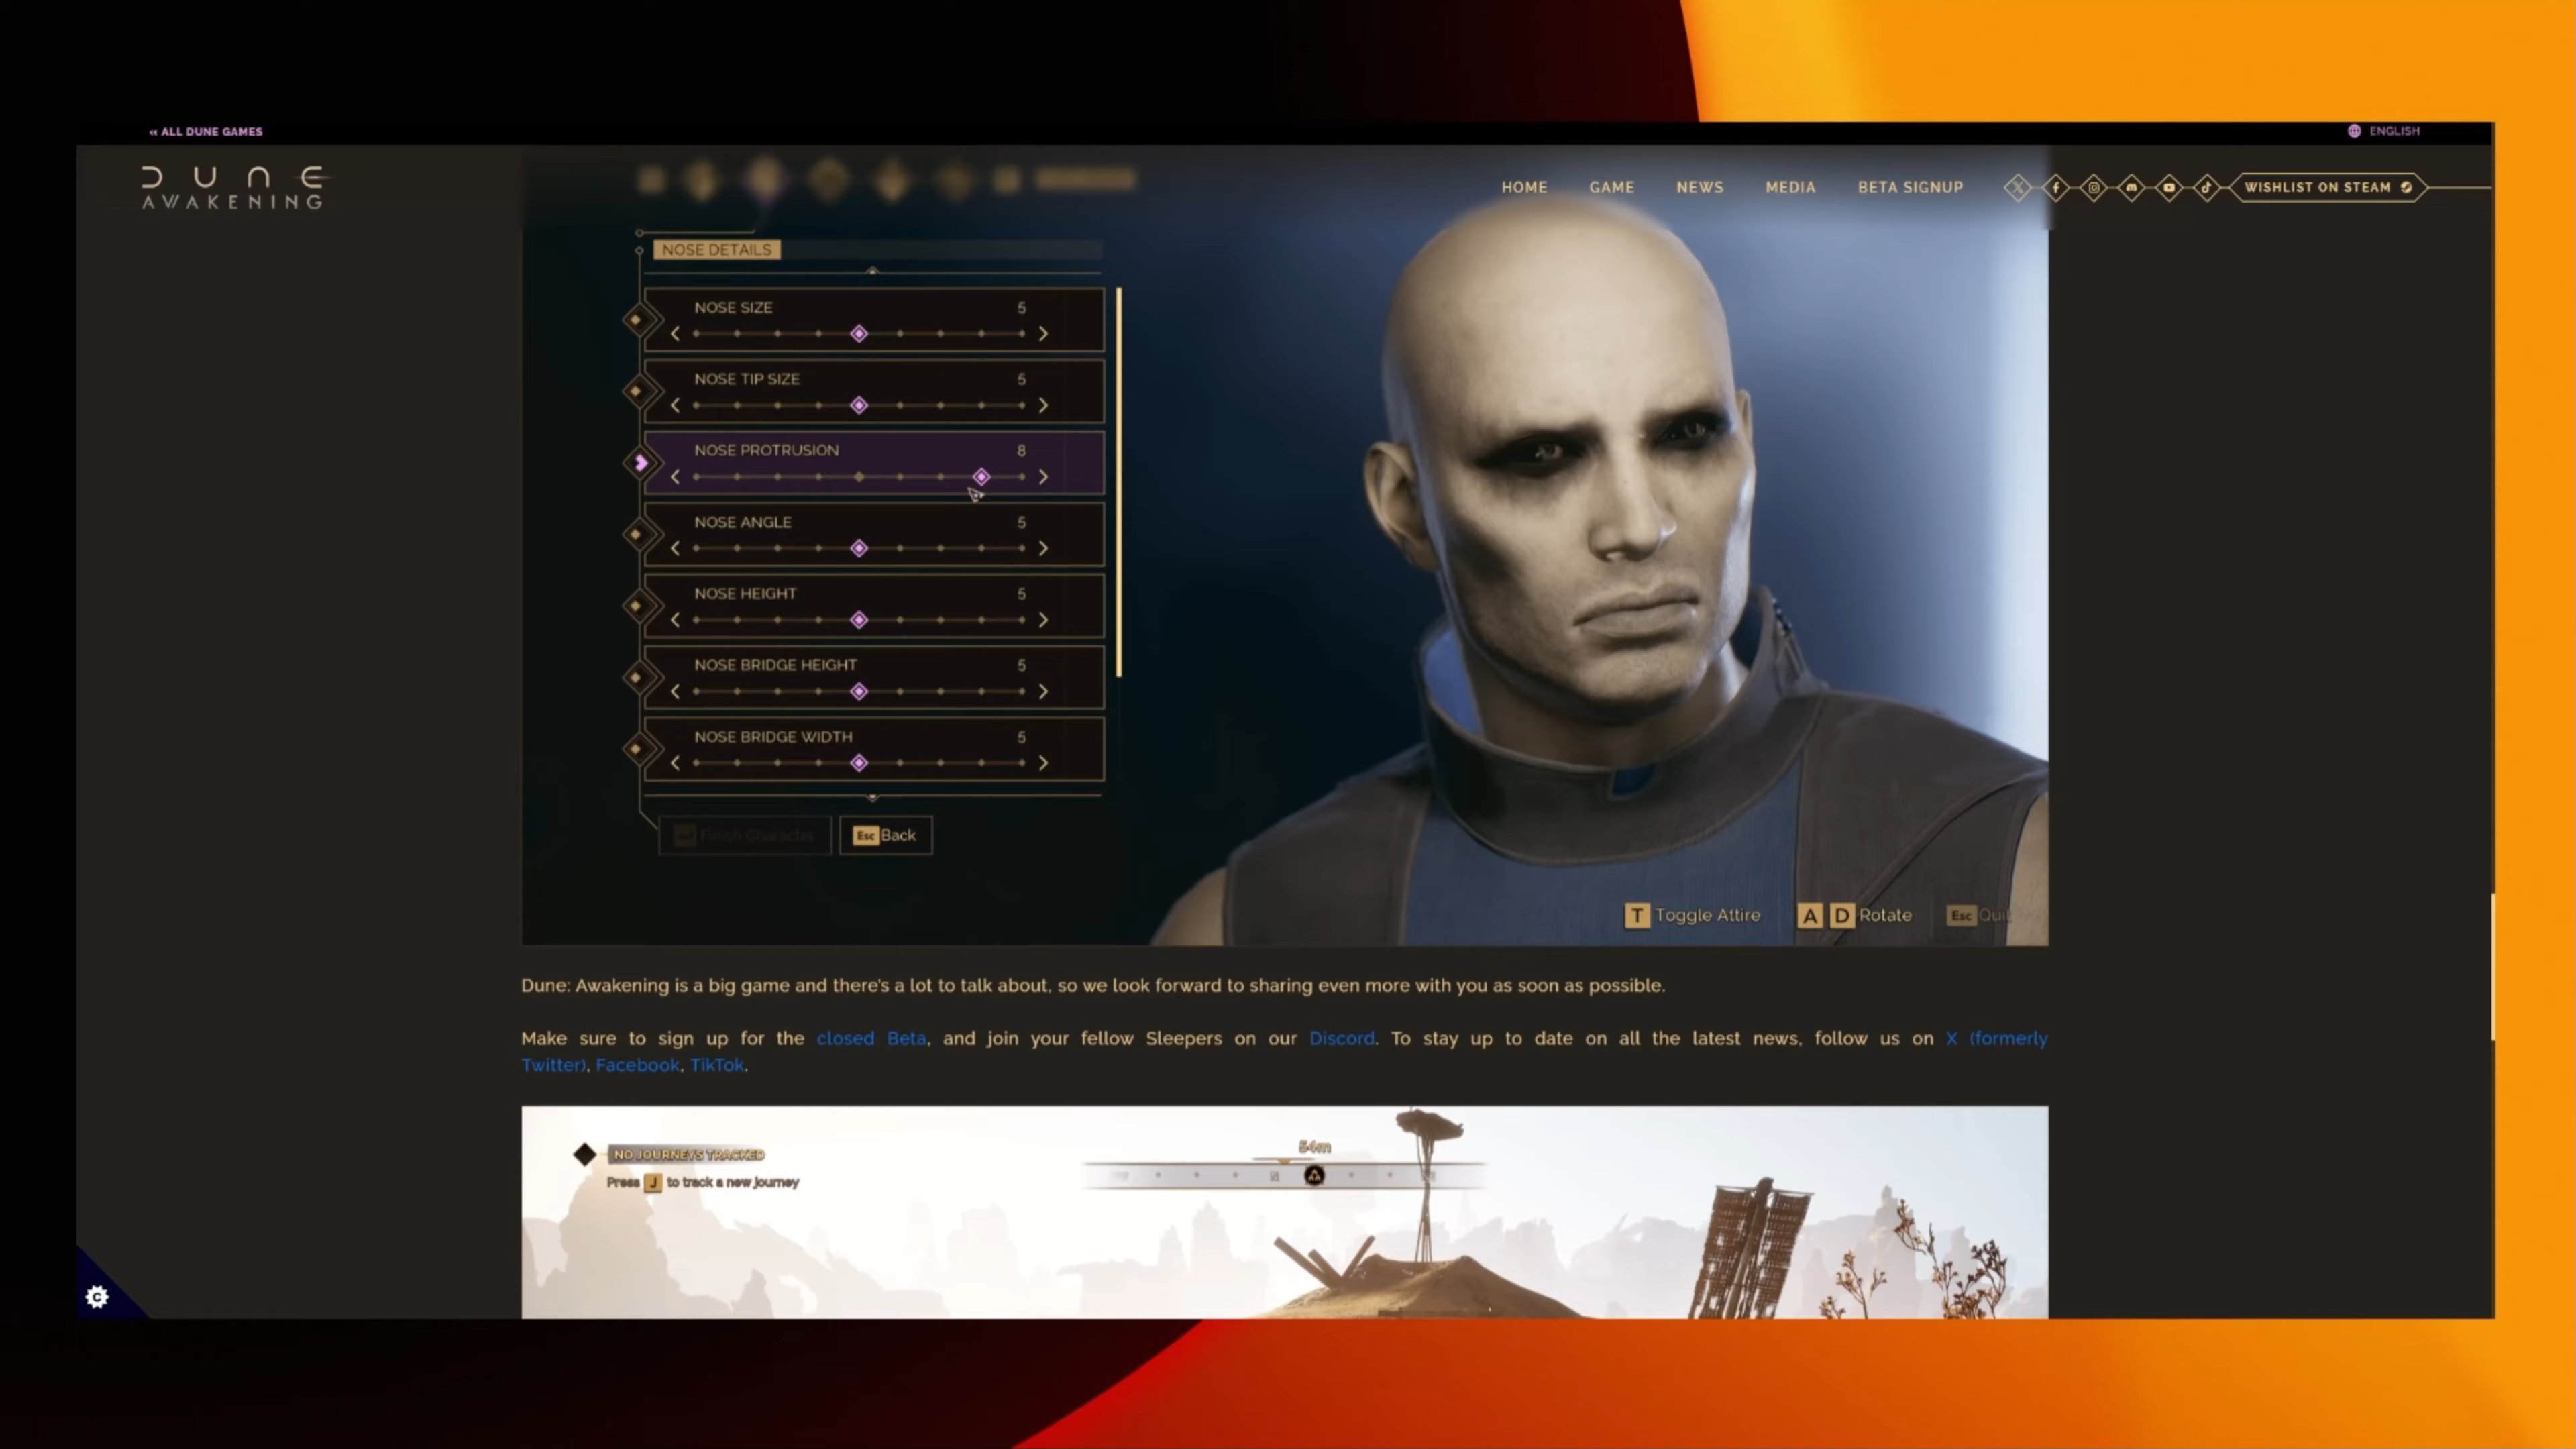 « ALL DUNE GAMES
ENGLISH
DUNE
AWAKENING
HOME GAME NEWS MEDIA BETA SIGNUP WISHLIST ON STEAM
NOSE DETAILS
NOSE SIZE 5
NOSE TIP SIZE 5
NOSE PROTRUSION 8
NOSE ANGLE 5
NOSE HEIGHT 5
NOSE BRIDGE HEIGHT 5
NOSE BRIDGE WIDTH 5
Finish Character Esc Back
T Toggle Attire A D Rotate Esc Quit
Dune: Awakening is a big game and there's a lot to talk about, so we look forward to sharing even more with you as soon as possible.
Make sure to sign up for the closed Beta, and join your fellow Sleepers on our Discord. To stay up to date on all the latest news, follow us on X (formerly
Twitter), Facebook, TikTok.
NO JOURNEYS TRACKED
Press J to track a new journey
54m
N